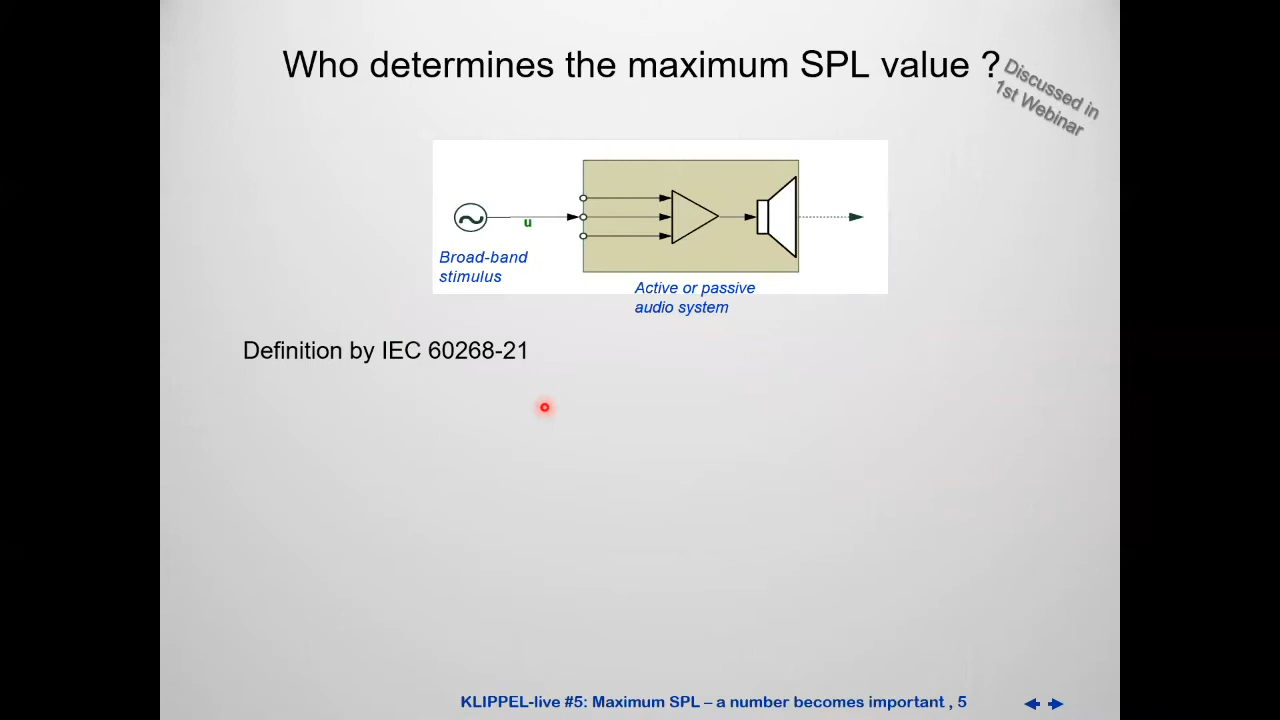 Who determines the maximum SPL value ?
Discussed in
1st Webinar
u
Broad-band
stimulus
Active or passive
audio system
Definition by IEC 60268-21
KLIPPEL-live #5: Maximum SPL – a number becomes important , 5